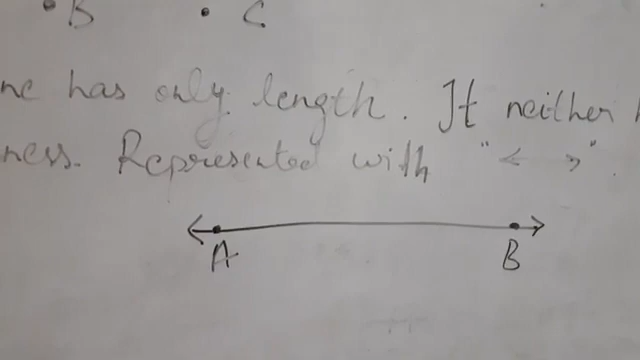 B C
ne has only length. It neither h
ness. Represented with "< >".
A B